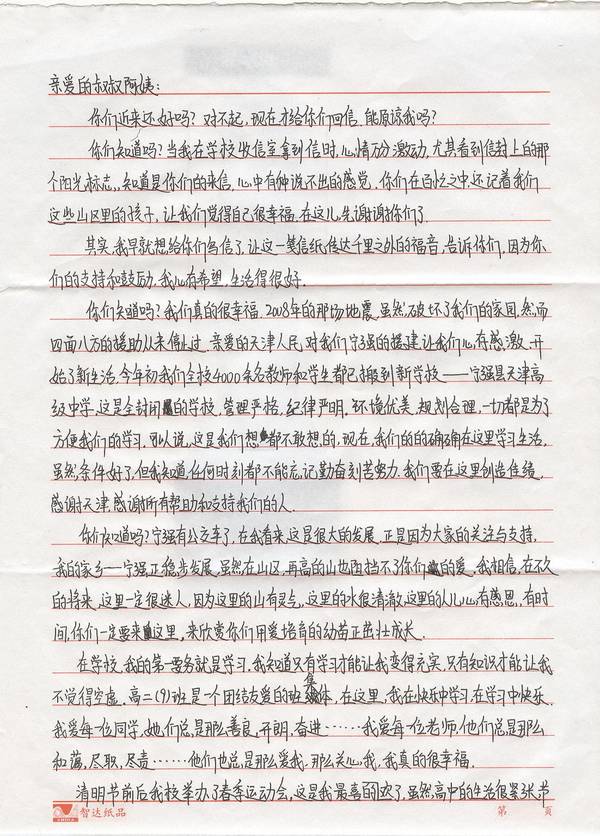 亲爱的叔叔阿姨：
你们近来还好吗？对不起，现在才给你们回信，能原谅我吗？
你们知道吗？当我在学校收信室拿到信时，心情万分激动，尤其看到信封上的那
个阳光标志，知道是你们的来信，心中有种说不出的感觉，你们在百忙之中，还记着我们
这些山区里的孩子，让我们觉得自己很幸福，在这儿先谢谢你们了.
其实，我早就想给你们写信了，让这一笺信纸传达千里之外的福音，告诉你们，因为你
们的支持和鼓励，我心有希望，生活得很好.
你们知道吗？我们真的很幸福，2008年的那场地震，虽然破坏了我们的家园，然而
四面八方的援助从未停止过，亲爱的天津人民，对我们宁强的援建，让我们心存感激，开
始了新生活，今年初我们全校4000余名教师和学生都已搬到新学校——宁强县天津高
级中学，这是全封闭的学校，管理严格，纪律严明，环境优美，规划合理，一切都是为了
方便我们的学习，可以说，这是我们想都不敢想的，现在，我们的的确确在这里学习生活，
虽然条件好了，但我知道，任何时刻都不能忘记勤奋刻苦努力，我们要在这里创造佳绩，
感谢天津，感谢所有帮助和支持我们的人.
你们知道吗？宁强有公交车了，在我看来，这是很大的发展，正是因为大家的关注与支持，
我的家乡——宁强正稳步发展，虽然在山区，再高的山也阻挡不了你们的爱，我相信，在不久
的将来，这里一定很迷人，因为这里的山有灵气，这里的水很清澈，这里的人儿心有感恩，有时
间，你们一定要来这里，来欣赏你们用爱培育的幼苗正茁壮成长.
在学校，我的第一要务就是学习，我知道只有学习才能让我变得充实，只有知识才能让我
不觉得空虚，高二（9）班是一个团结友爱的班集体，在这里，我在快乐中学习，在学习中快乐，
我爱每一位同学，她们总是那么善良，开朗，奋进……我爱每一位老师，他们总是那么
和蔼，尽职，尽责……他们也总是那么爱我，那么关心我，我真的很幸福.
清明节前后我校举办了春季运动会，这是我最喜的欢了，虽然高中的生活很紧张，节
智达纸品
第 页